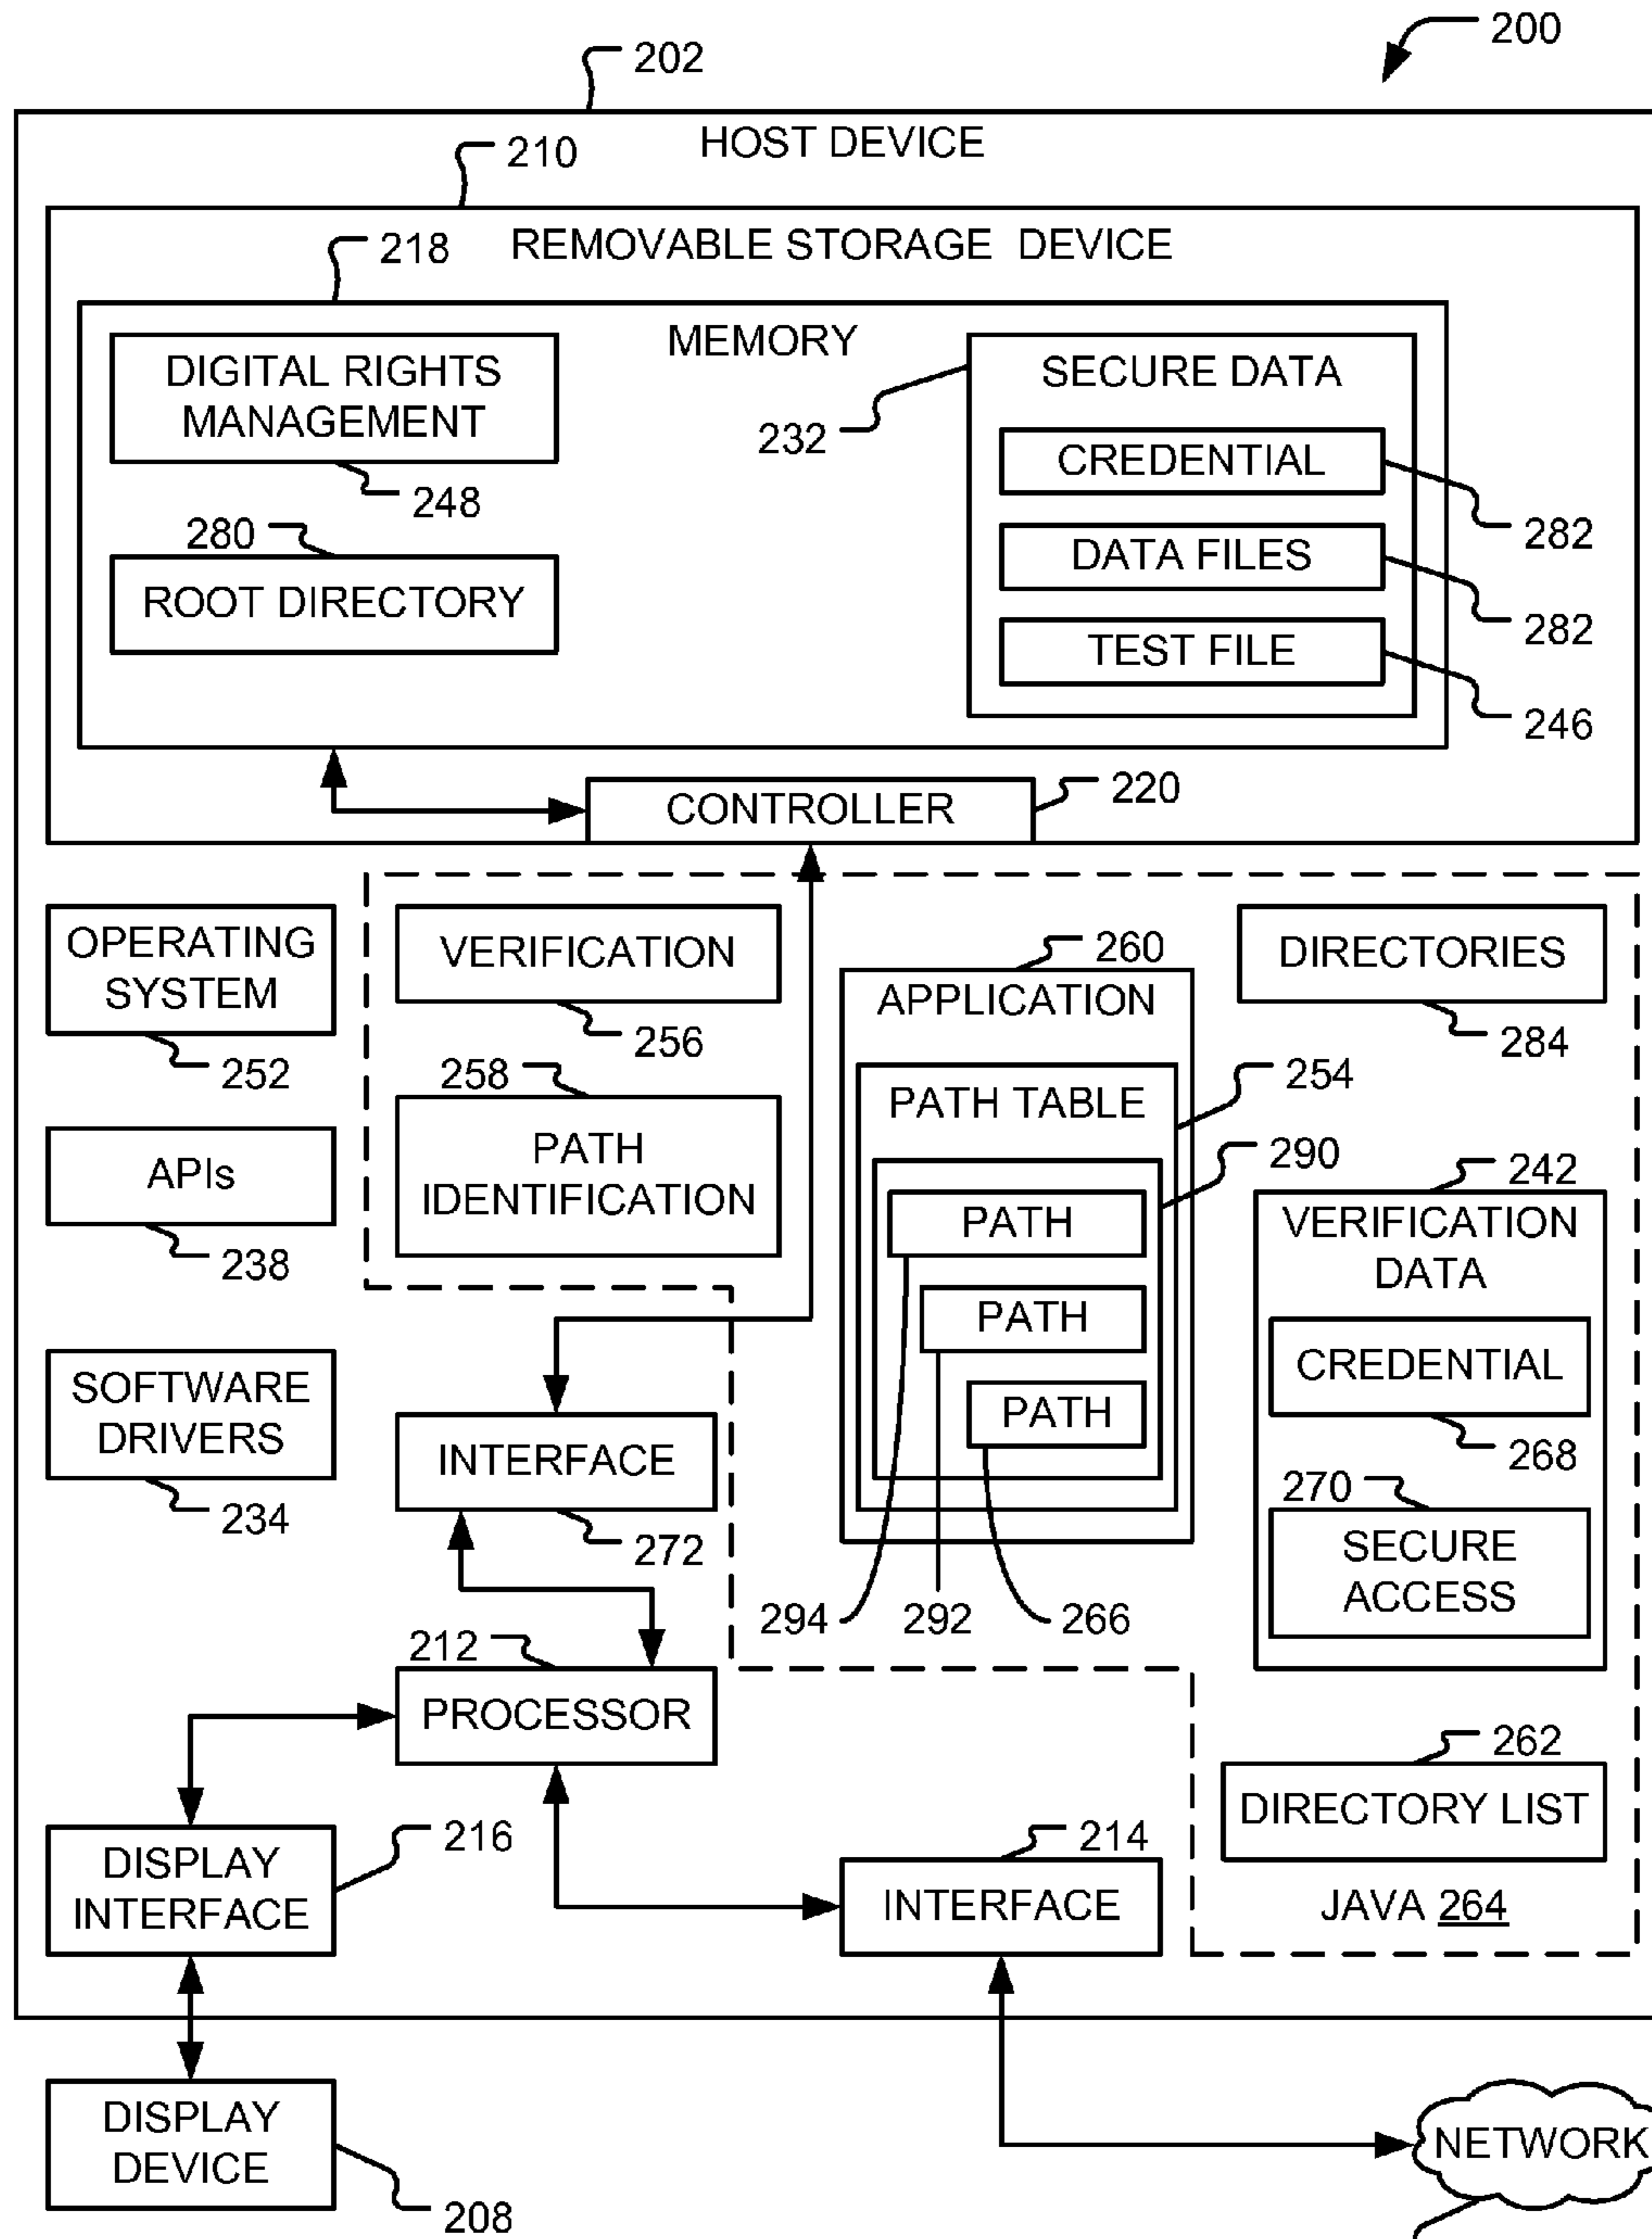 200
202
HOST DEVICE
210
REMOVABLE STORAGE DEVICE
218
MEMORY
DIGITAL RIGHTS
MANAGEMENT
248
280
ROOT DIRECTORY
SECURE DATA
232
CREDENTIAL
282
DATA FILES
282
TEST FILE
246
CONTROLLER
220
OPERATING
SYSTEM
252
VERIFICATION
256
260
APPLICATION
DIRECTORIES
284
258
PATH
IDENTIFICATION
254
PATH TABLE
290
PATH
PATH
PATH
294
292
266
APIs
238
242
VERIFICATION
DATA
CREDENTIAL
268
270
SECURE
ACCESS
SOFTWARE
DRIVERS
234
INTERFACE
272
212
PROCESSOR
262
DIRECTORY LIST
JAVA 264
DISPLAY
INTERFACE
216
214
INTERFACE
DISPLAY
DEVICE
208
NETWORK